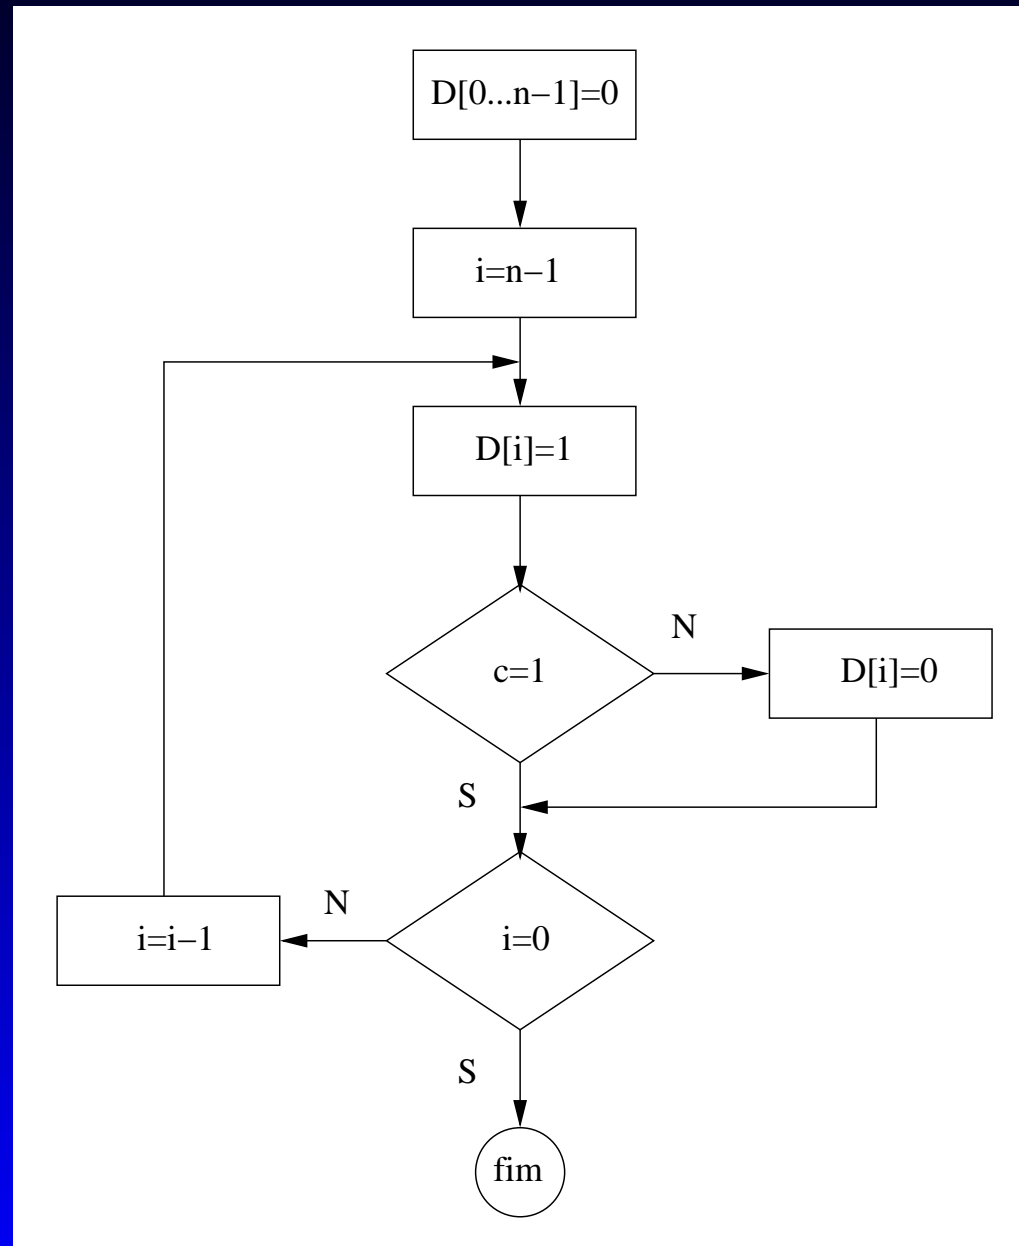 D[0...n−1]=0
i=n−1
D[i]=1
c=1
N
D[i]=0
S
i=0
N
i=i−1
S
fim